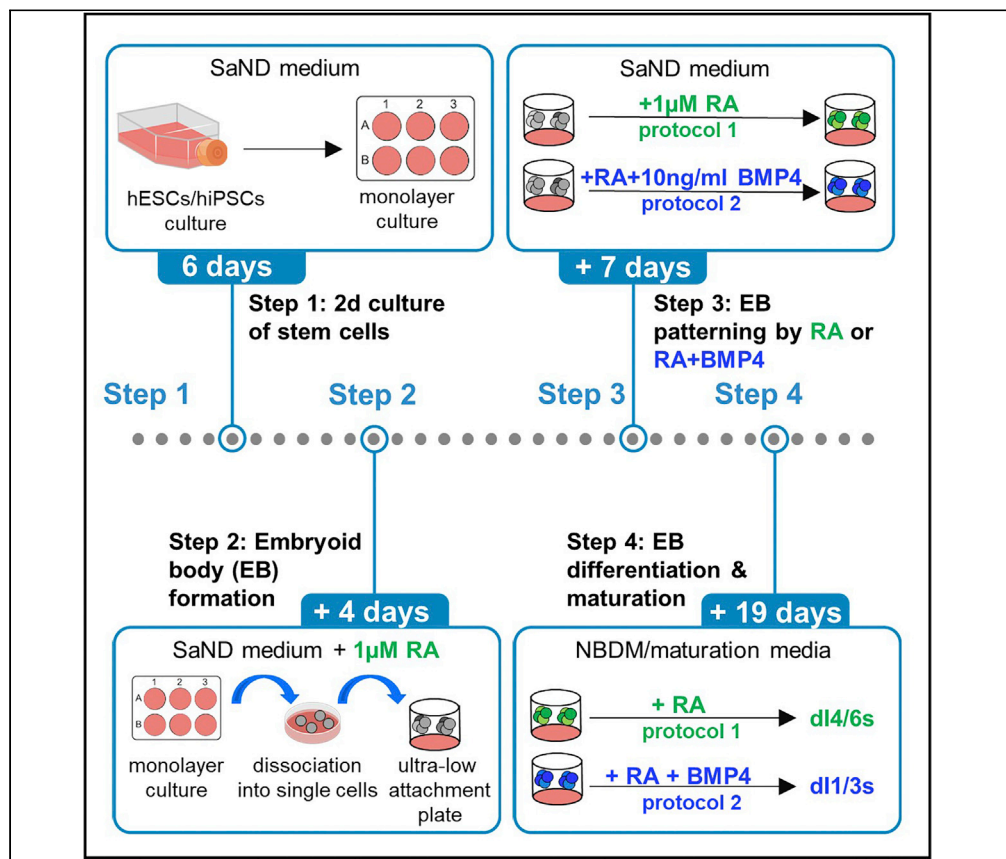 SaND medium
1 2 3
A
B
hESCs/hiPSCs
culture
monolayer
culture
6 days
Step 1: 2d culture
of stem cells
SaND medium
+1µM RA
protocol 1
+RA+10ng/ml BMP4
protocol 2
+ 7 days
Step 3: EB
patterning by RA or
RA+BMP4
Step 1
Step 2
Step 3
Step 4
Step 2: Embryoid
body (EB)
formation
+ 4 days
SaND medium + 1µM RA
1 2 3
A
B
monolayer
culture
dissociation
into single cells
ultra-low
attachment
plate
Step 4: EB
differentiation &
maturation
+ 19 days
NBDM/maturation media
+ RA
protocol 1
dI4/6s
+ RA + BMP4
protocol 2
dI1/3s